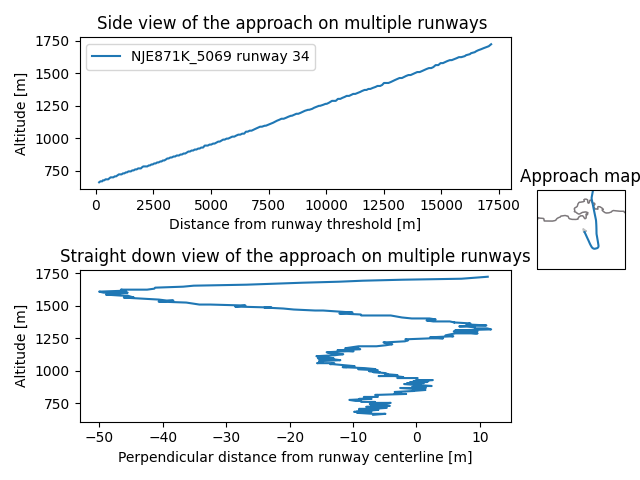 Side view of the approach on multiple runways
1750
1500
1250
1000
750
Altitude [m]
NJE871K_5069 runway 34
0 2500 5000 7500 10000 12500 15000 17500
Distance from runway threshold [m]
Approach map
Straight down view of the approach on multiple runways
1750
1500
1250
1000
750
Altitude [m]
−50 −40 −30 −20 −10 0 10
Perpendicular distance from runway centerline [m]